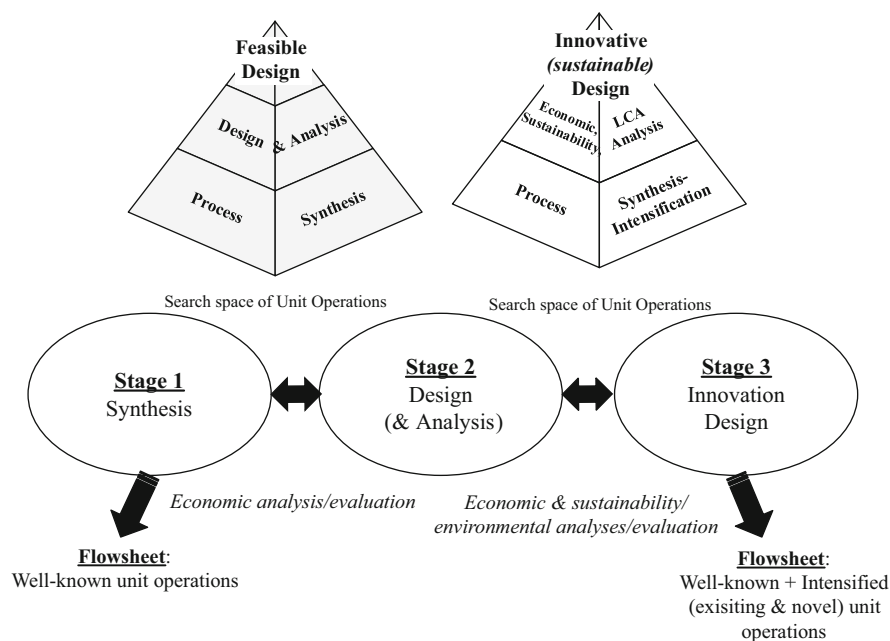 Feasible
Design
Design & Analysis
Process
Synthesis
Innovative
(sustainable)
Design
Economic,
Sustainability,
LCA
Analysis
Process
Synthesis-
Intensification
Search space of Unit Operations
Search space of Unit Operations
Stage 1
Synthesis
Stage 2
Design
(& Analysis)
Stage 3
Innovation
Design
Economic analysis/evaluation
Economic & sustainability/
environmental analyses/evaluation
Flowsheet:
Well-known unit operations
Flowsheet:
Well-known + Intensified
(exisiting & novel) unit
operations